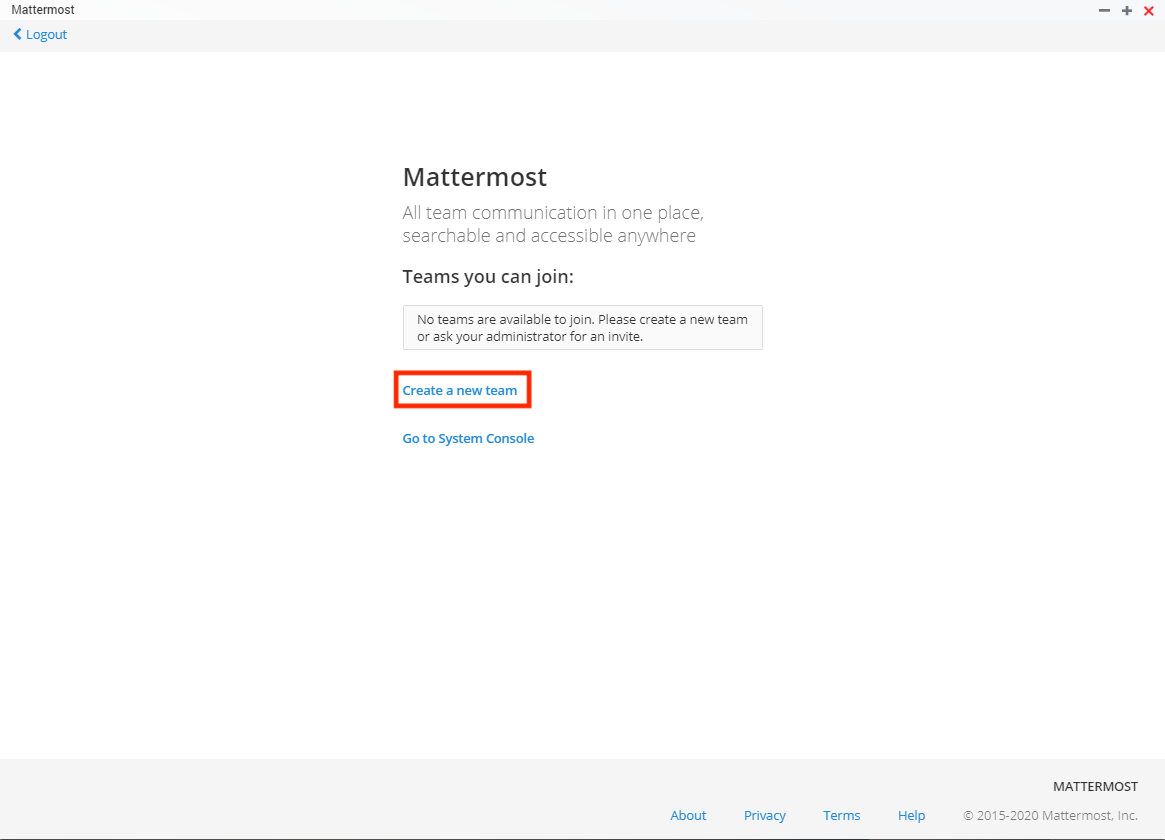 Mattermost
Logout
Mattermost
All team communication in one place,
searchable and accessible anywhere
Teams you can join:
No teams are available to join. Please create a new team
or ask your administrator for an invite.
Create a new team
Go to System Console
MATTERMOST
About Privacy Terms Help © 2015-2020 Mattermost, Inc.